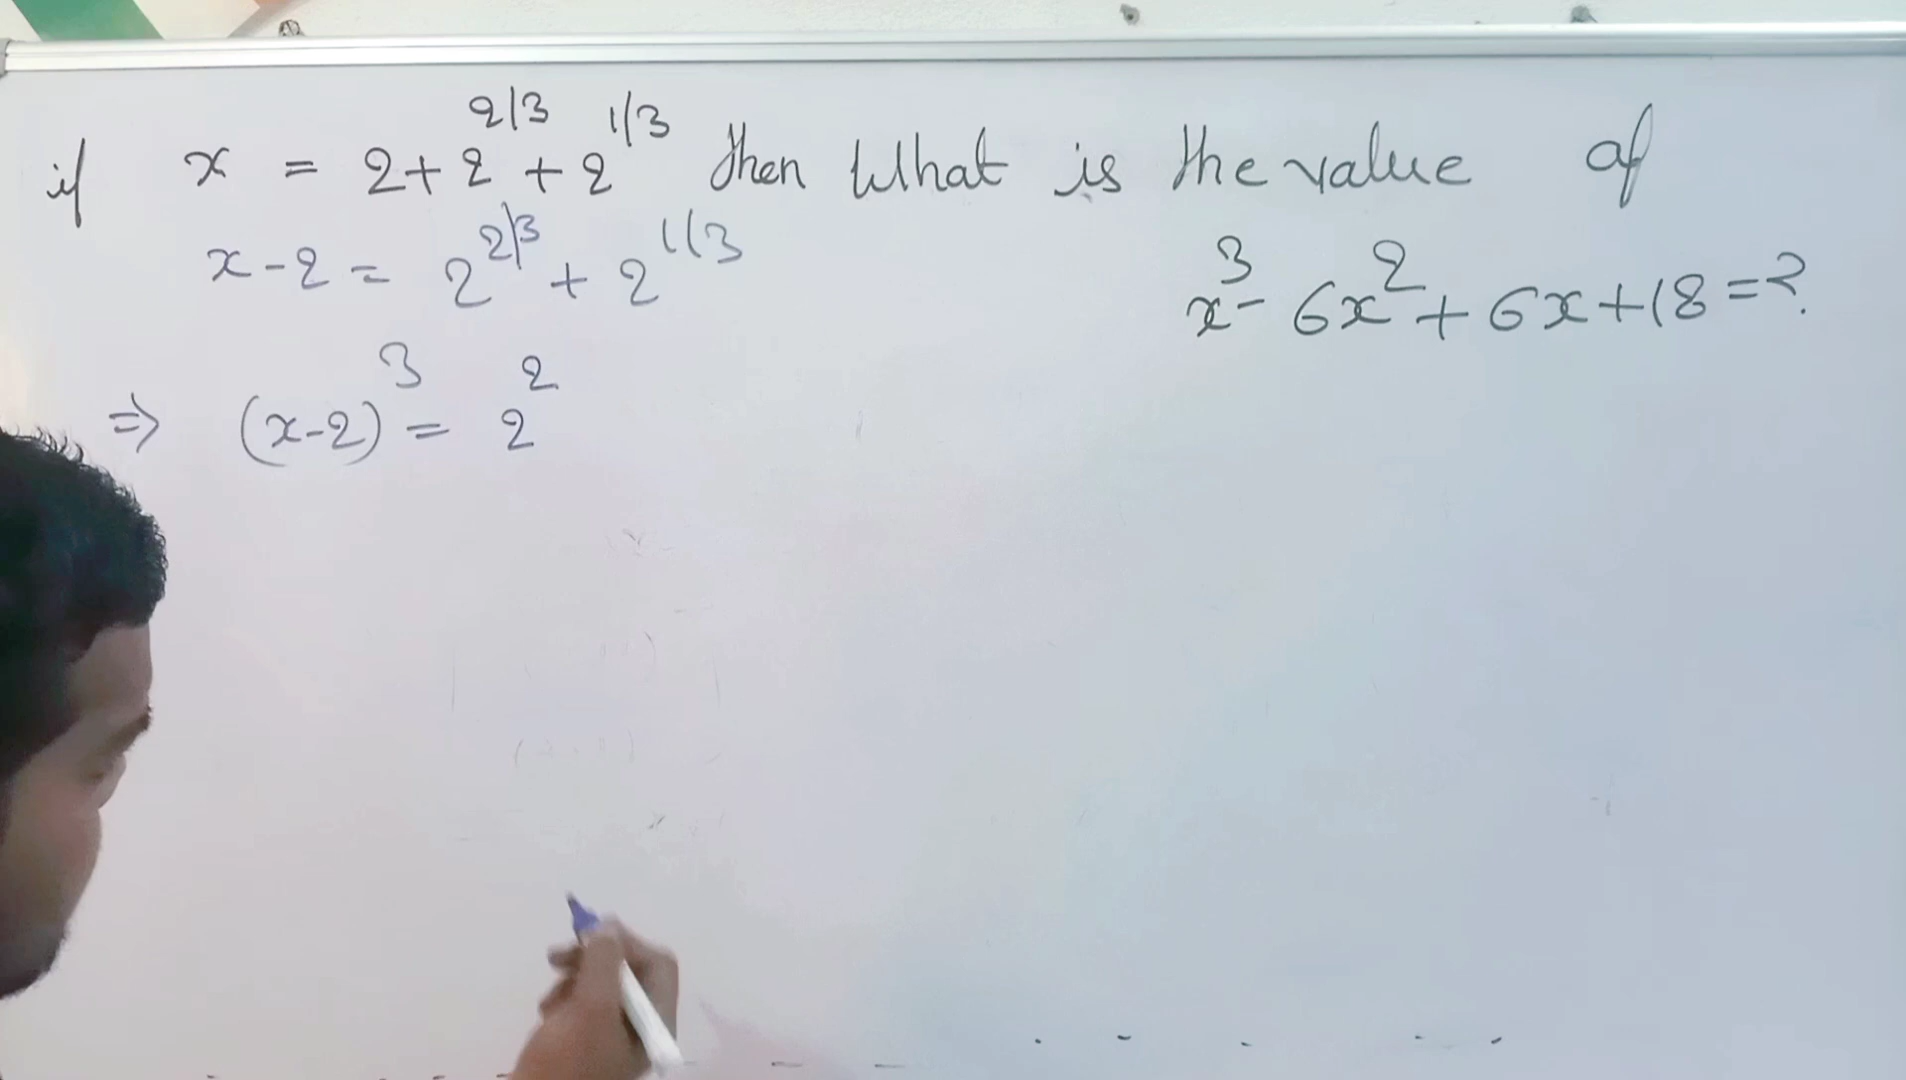 if x = 2+2^2/3 +2^1/3 then What is the value of
x^3 - 6x^2 + 6x+18=?
x-2 = 2^2/3 + 2^1/3
⇒ (x-2)^3 = 2^2